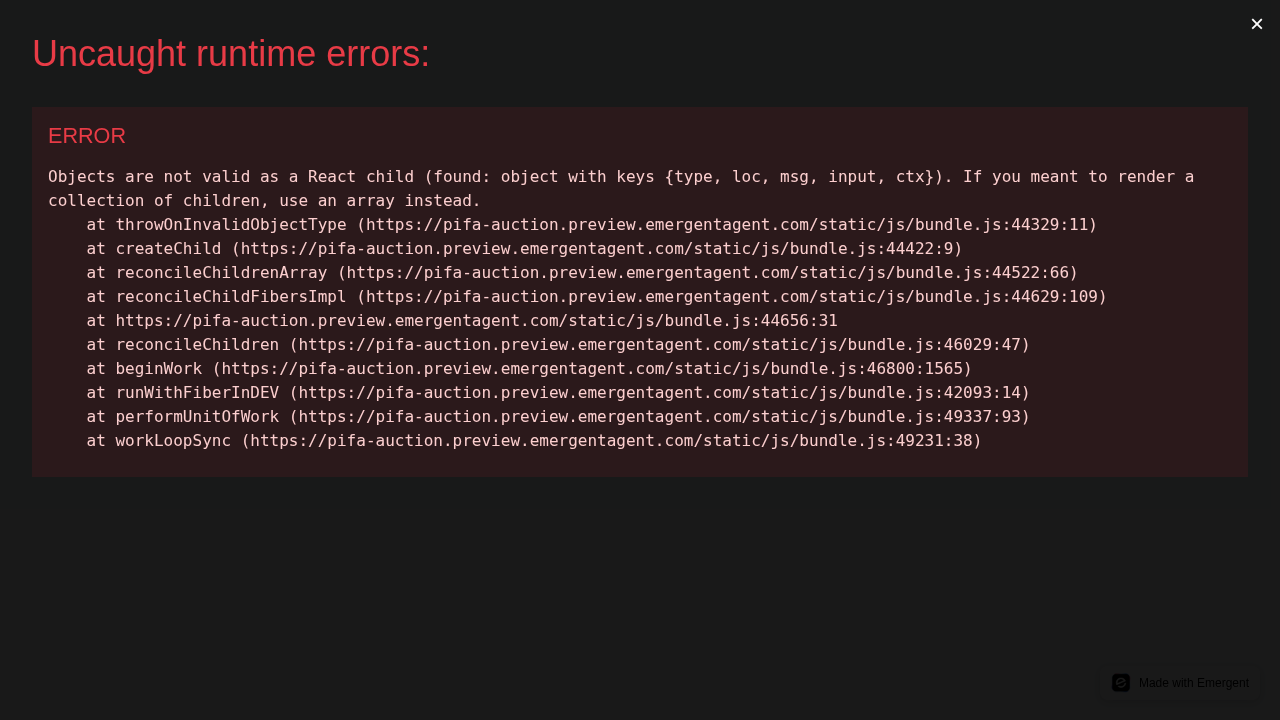 ×
Uncaught runtime errors:
ERROR
Objects are not valid as a React child (found: object with keys {type, loc, msg, input, ctx}). If you meant to render a
collection of children, use an array instead.
    at throwOnInvalidObjectType (https://pifa-auction.preview.emergentagent.com/static/js/bundle.js:44329:11)
    at createChild (https://pifa-auction.preview.emergentagent.com/static/js/bundle.js:44422:9)
    at reconcileChildrenArray (https://pifa-auction.preview.emergentagent.com/static/js/bundle.js:44522:66)
    at reconcileChildFibersImpl (https://pifa-auction.preview.emergentagent.com/static/js/bundle.js:44629:109)
    at https://pifa-auction.preview.emergentagent.com/static/js/bundle.js:44656:31
    at reconcileChildren (https://pifa-auction.preview.emergentagent.com/static/js/bundle.js:46029:47)
    at beginWork (https://pifa-auction.preview.emergentagent.com/static/js/bundle.js:46800:1565)
    at runWithFiberInDEV (https://pifa-auction.preview.emergentagent.com/static/js/bundle.js:42093:14)
    at performUnitOfWork (https://pifa-auction.preview.emergentagent.com/static/js/bundle.js:49337:93)
    at workLoopSync (https://pifa-auction.preview.emergentagent.com/static/js/bundle.js:49231:38)
Made with Emergent